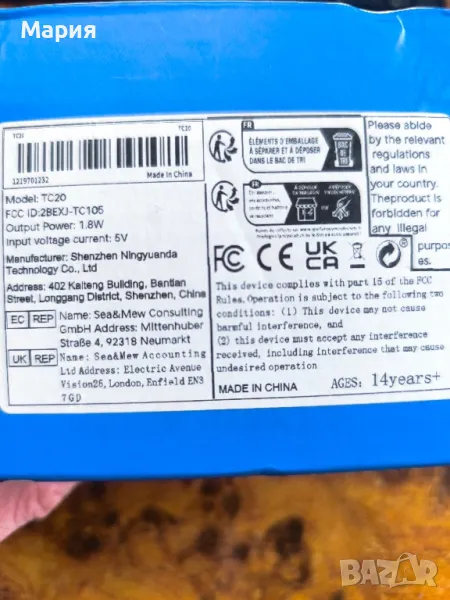 Мария
TC20
TC20
1219701232
Model: TC20
FCC ID:2BEXJ-TC105
Output Power: 1.8W
Input voltage current: 5V
Manufacturer: Shenzhen Ningyuanda
Technology Co., Ltd
Address: 402 Kaiteng Building, Bantian
Street, Longgang District, Shenzhen, China
EC REP
Name: Sea&Mew Consulting
GmbH Address: Mittenhuber
Straße 4, 92318 Neumarkt
UK REP
Name: Sea&Mew Accounting
Ltd Address: Electric Avenue
Vision25, London, Enfield EN3
7GD
FR
ÉLÉMENTS D'EMBALLAGE
À SÉPARER ET À DÉPOSER
DANS LE BAC DE TRI
BAC
DE
TRI
FR
FC CE UKCA
This device complies with part 15 of the FCC
Rules. Operation is subject to the following two
conditions: (1) This device may not cause
harmful interference, and
(2) this device must accept any interference
received, including interference that may cause
undesired operation
MADE IN CHINA
AGES: 14years+
Please abide
by the
relevant
regulations
and laws in
your country.
Theproduct is
forbidden for
any illegal
purpos
es.
bazar